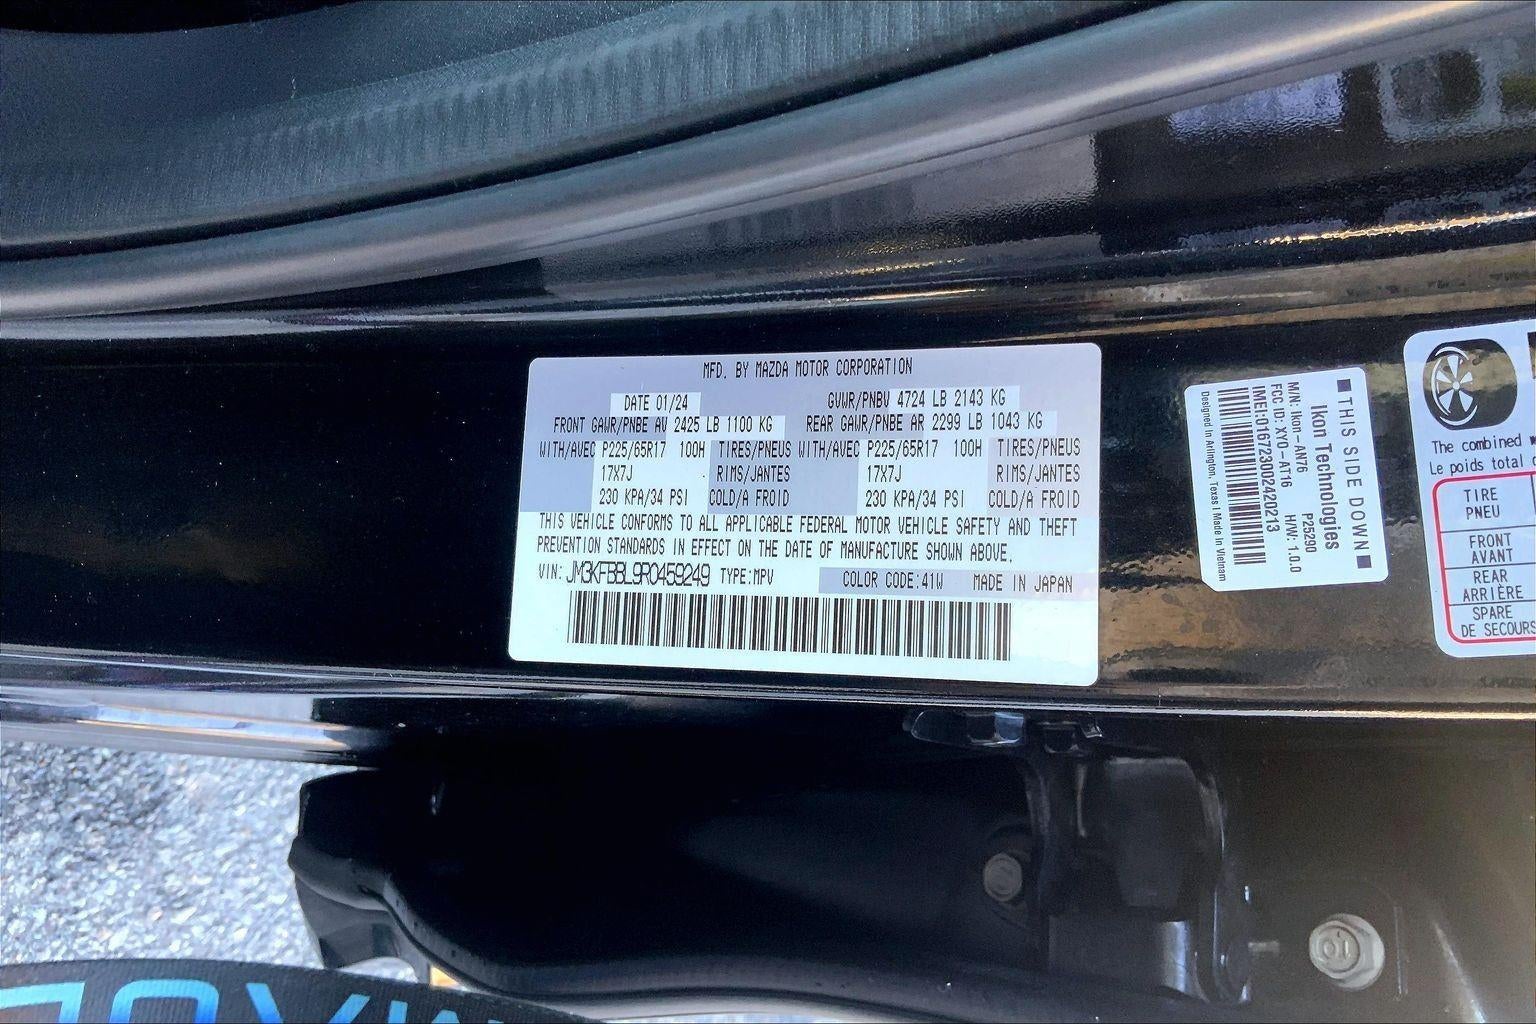 MFD. BY MAZDA MOTOR CORPORATION
DATE 01/24 GVWR/PNBV 4724 LB 2143 KG
FRONT GAWR/PNBE AV 2425 LB 1100 KG REAR GAWR/PNBE AR 2299 LB 1043 KG
WITH/AVEC P225/65R17 100H TIRES/PNEUS WITH/AVEC P225/65R17 100H TIRES/PNEUS
17X7J RIMS/JANTES 17X7J RIMS/JANTES
230 KPA/34 PSI COLD/A FROID 230 KPA/34 PSI COLD/A FROID
THIS VEHICLE CONFORMS TO ALL APPLICABLE FEDERAL MOTOR VEHICLE SAFETY AND THEFT
PREVENTION STANDARDS IN EFFECT ON THE DATE OF MANUFACTURE SHOWN ABOVE.
VIN: JM3KFBBL9R0459249 TYPE:MPV COLOR CODE:41W MADE IN JAPAN
THIS SIDE DOWN
Ikon Technologies
M/N: Ikon-AN76 P25290
FCC ID: XYO-AT16 H/W: 1.0.0
IMEI:016723002420213
Designed in Arlington, Texas | Made in Vietnam
The combined
Le poids total
TIRE
PNEU
FRONT
AVANT
REAR
ARRIÈRE
SPARE
DE SECOURS